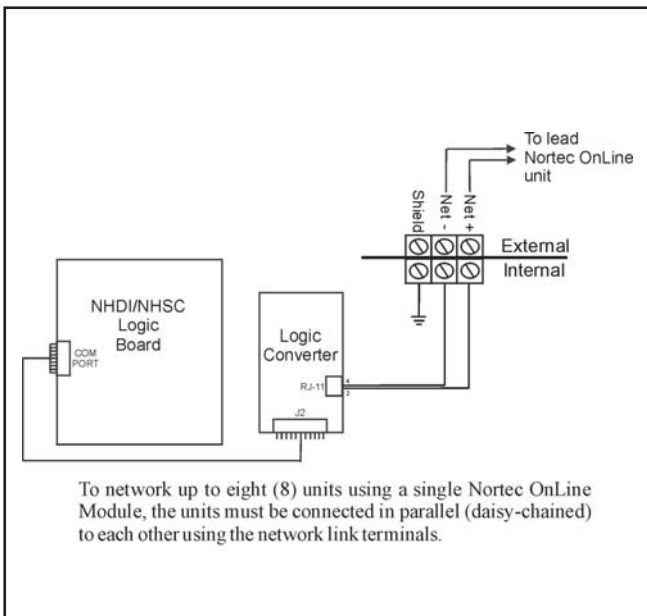 To lead
Nortec OnLine
unit
Shield
Net -
Net +
External
Internal
NHDI/NHSC
Logic
Board
COM
PORT
Logic
Converter
RJ-11
4
3
J2
To network up to eight (8) units using a single Nortec OnLine
Module, the units must be connected in parallel (daisy-chained)
to each other using the network link terminals.